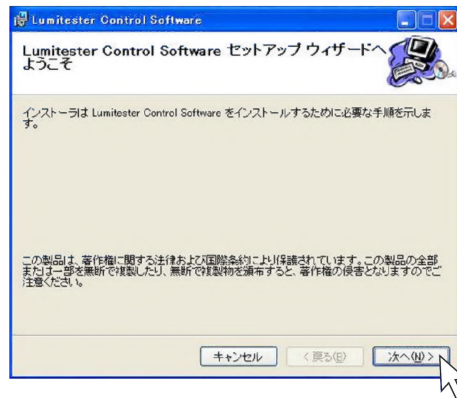 Lumitester Control Software
Lumitester Control Software セットアップ ウィザードへ
ようこそ
インストーラは Lumitester Control Software をインストールするために必要な手順を示しま
す。
この製品は、著作権に関する法律および国際条約により保護されています。この製品の全部
または一部を無断で複製したり、無断で複製物を頒布すると、著作権の侵害となりますのでご
注意ください。
キャンセル
< 戻る(B)
次へ(N) >